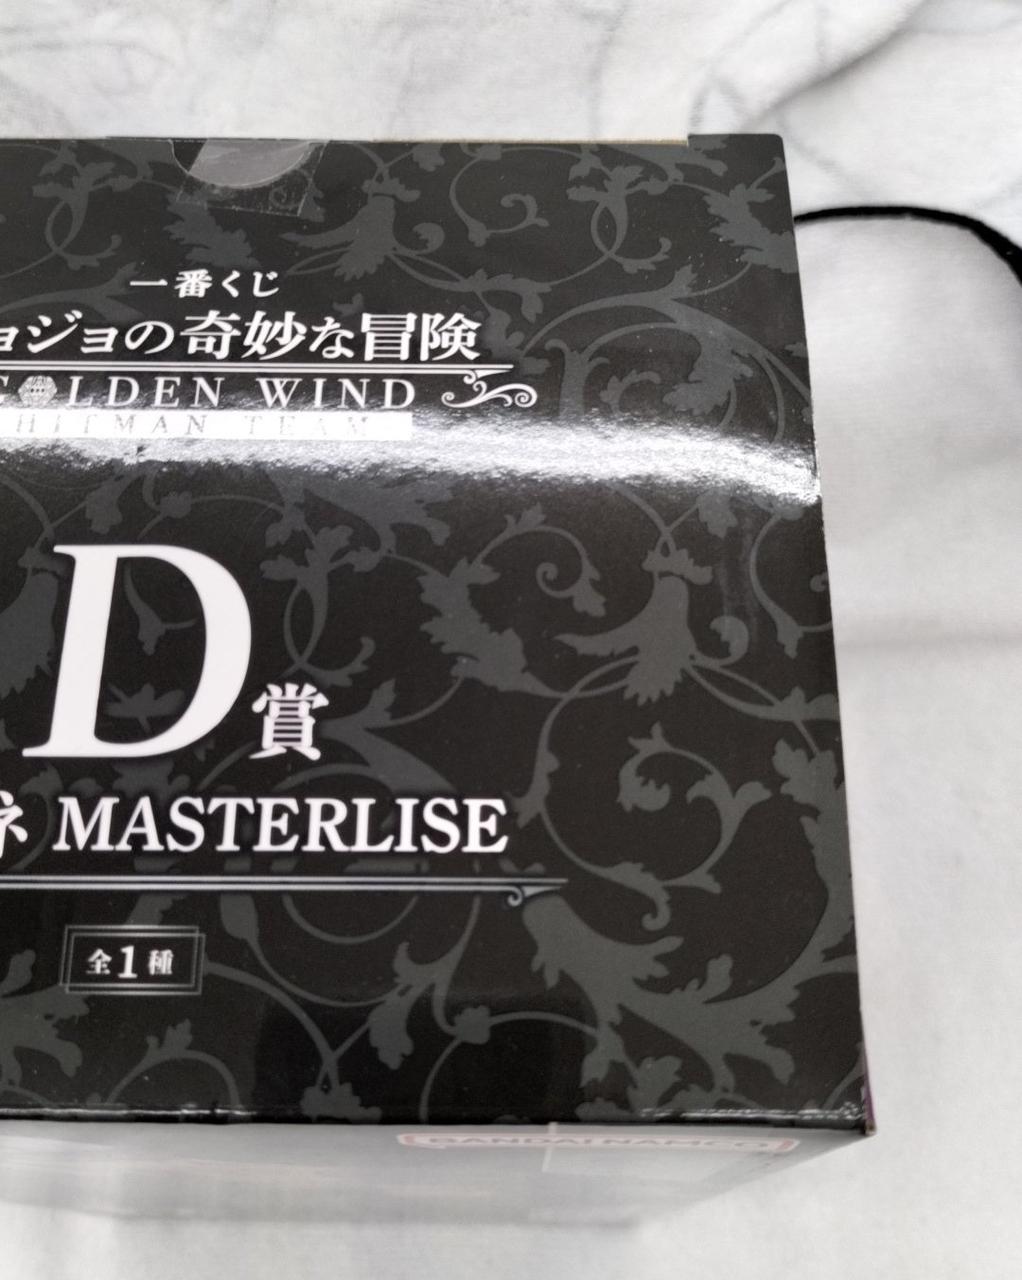 一番くじ
ョジョの奇妙な冒険
GOLDEN WIND
HITMAN TEAM
D賞
ネ MASTERLISE
全1種
BANDAI NAMCO